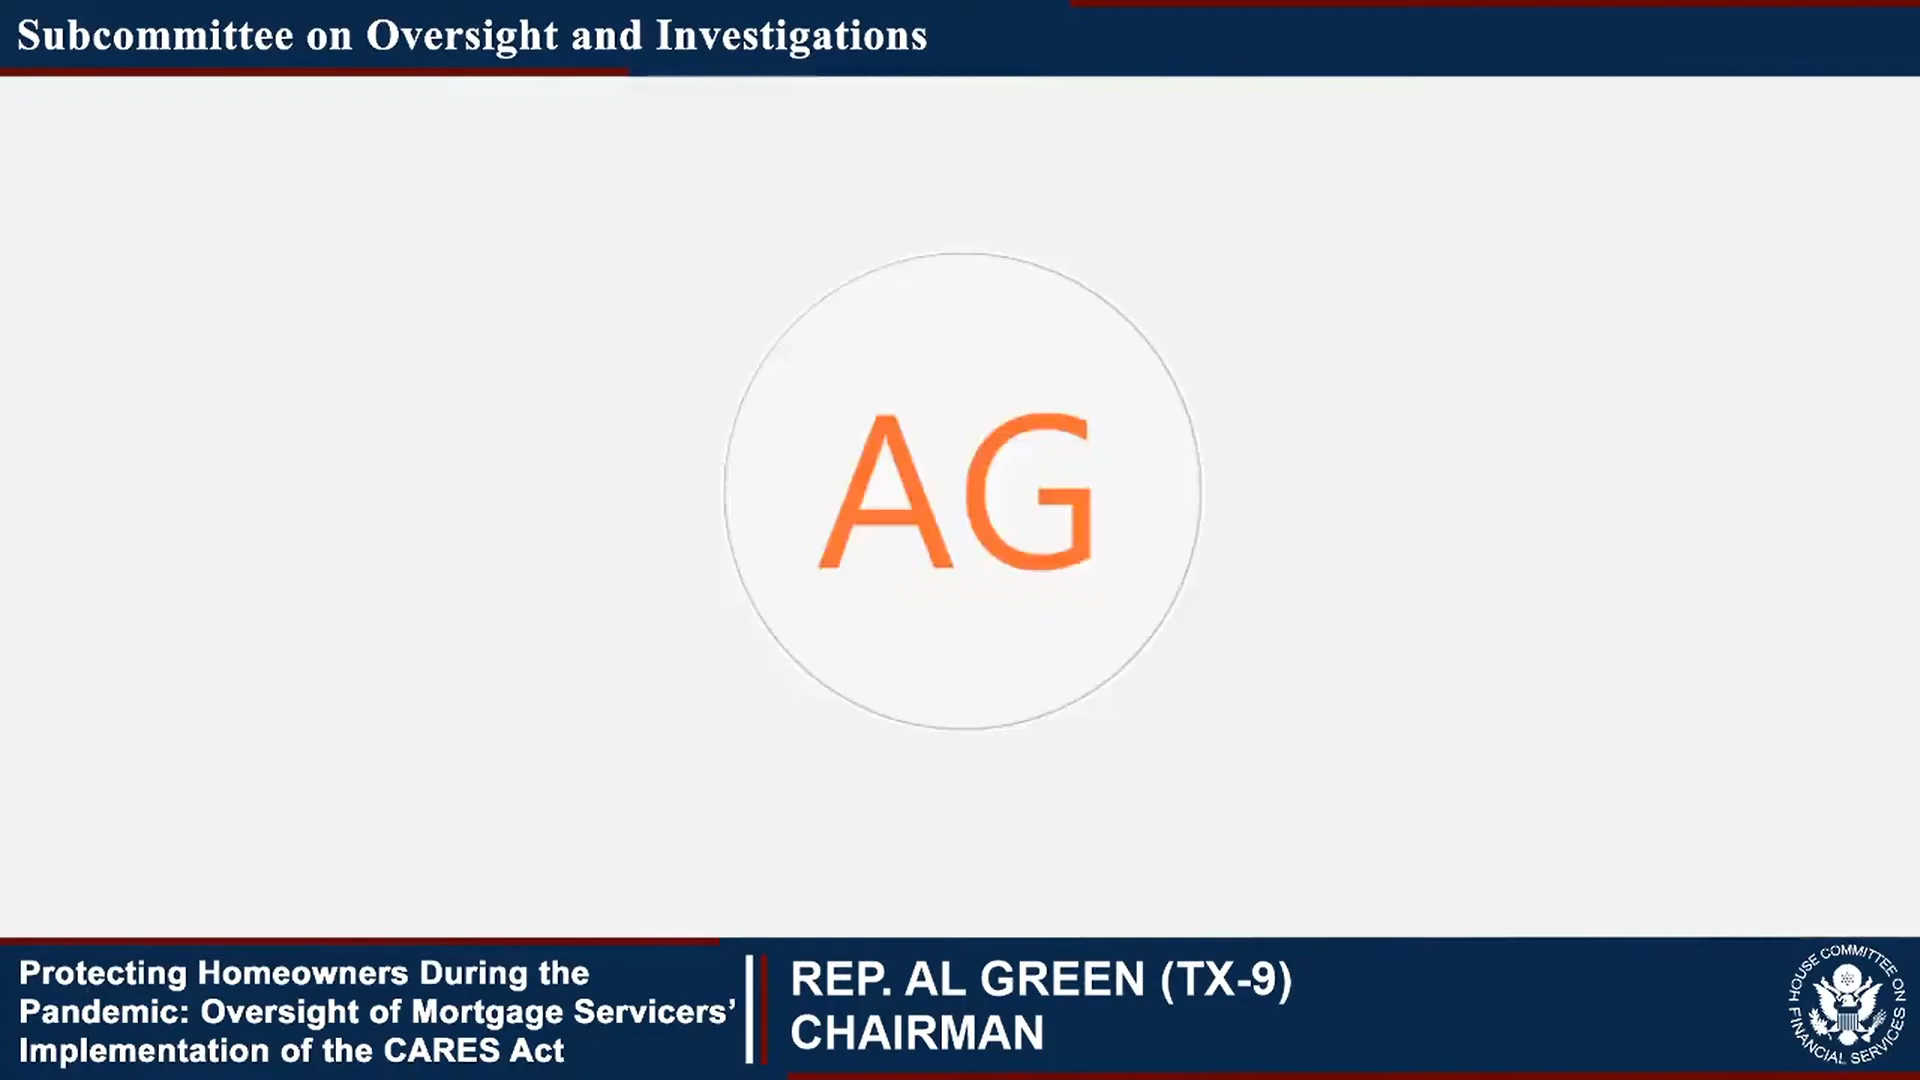 Subcommittee on Oversight and Investigations
AG
Protecting Homeowners During the
Pandemic: Oversight of Mortgage Servicers’
Implementation of the CARES Act
REP. AL GREEN (TX-9)
CHAIRMAN
HOUSE COMMITTEE ON
FINANCIAL SERVICES